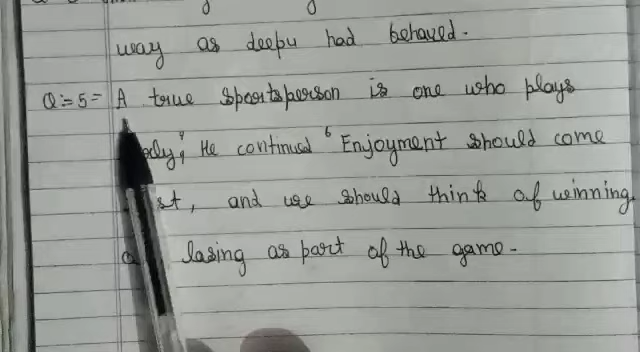 way as deepu had behaved.
Q:=5= A true sportsperson is one who plays
He continued " Enjoyment should come
, and we should think of winning
lasing as part of the game.